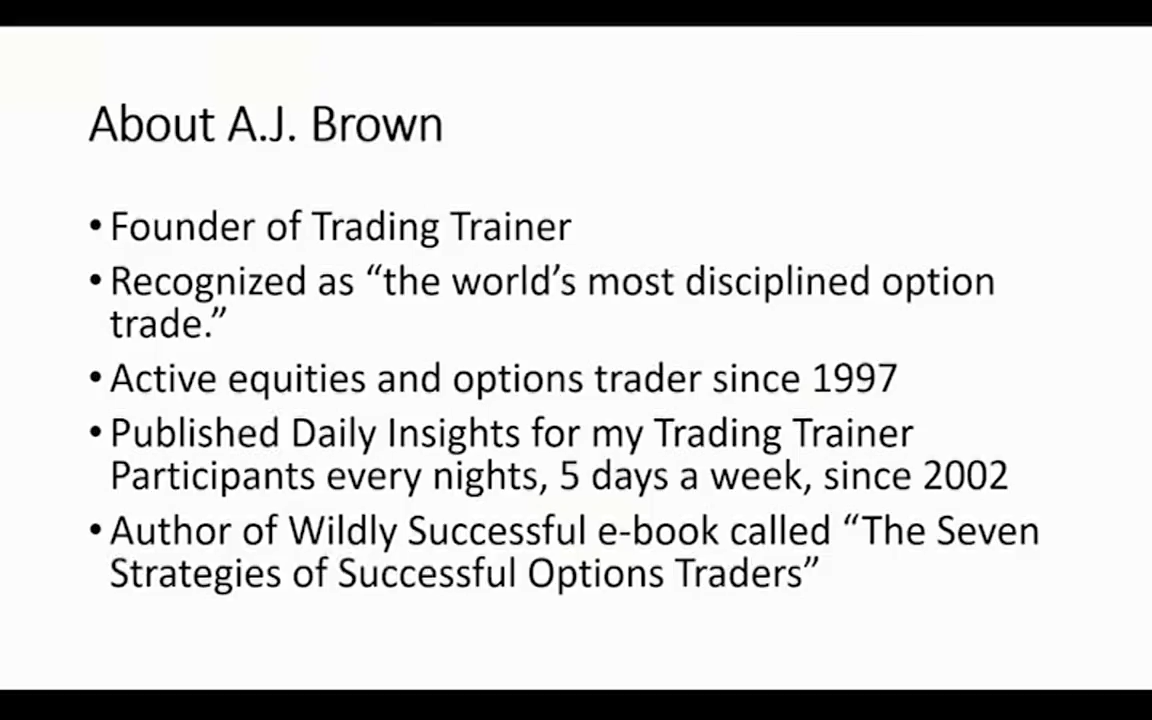 About A.J. Brown
• Founder of Trading Trainer
• Recognized as “the world’s most disciplined option
trade.”
• Active equities and options trader since 1997
• Published Daily Insights for my Trading Trainer
Participants every nights, 5 days a week, since 2002
• Author of Wildly Successful e-book called “The Seven
Strategies of Successful Options Traders”